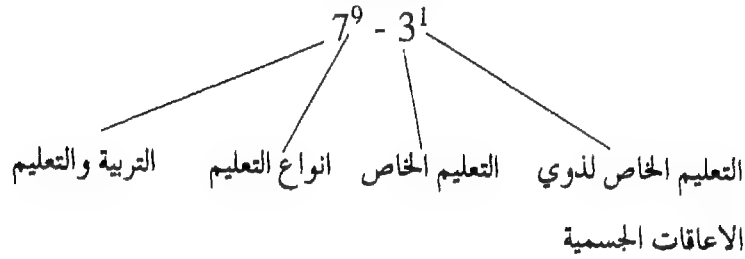 7⁹ - 3¹
التعليم الخاص لذوي التعليم الخاص انواع التعليم التربية والتعليم
الاعاقات الجسمية